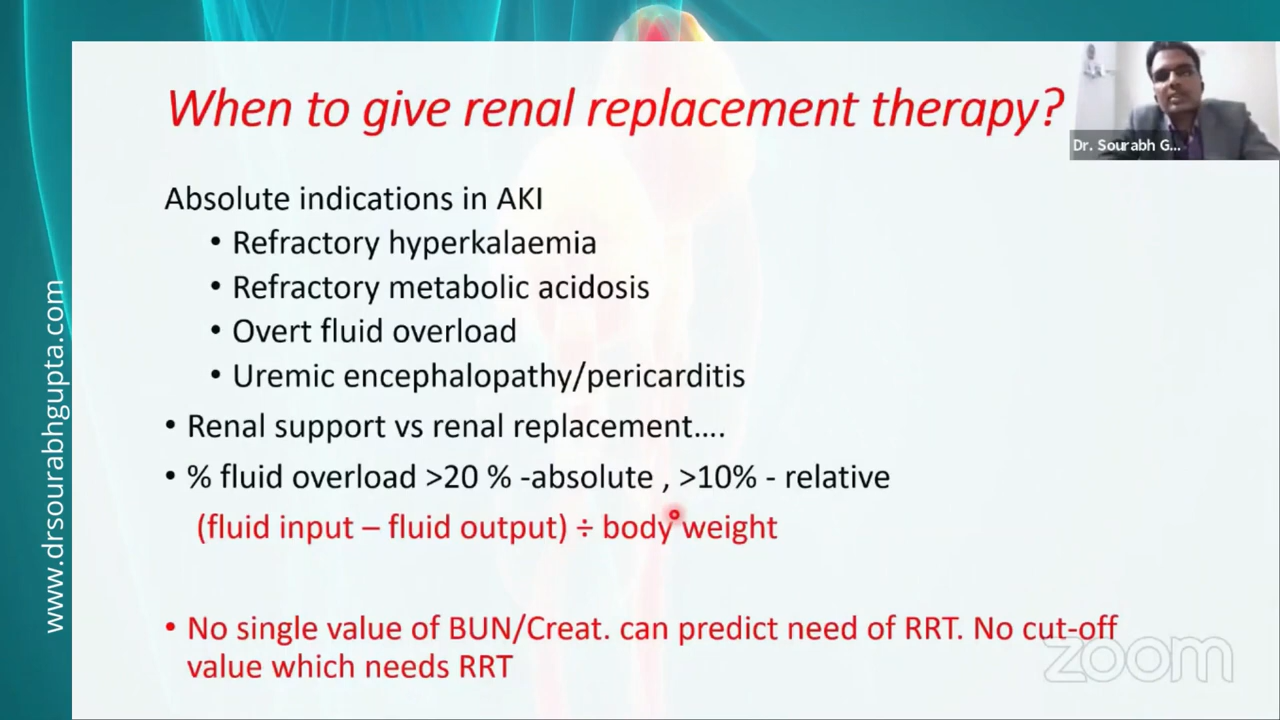 When to give renal replacement therapy?
Dr. Sourabh G...
Absolute indications in AKI
• Refractory hyperkalaemia
• Refractory metabolic acidosis
• Overt fluid overload
• Uremic encephalopathy/pericarditis
• Renal support vs renal replacement....
• % fluid overload >20 % -absolute , >10% - relative
(fluid input – fluid output) ÷ body weight
• No single value of BUN/Creat. can predict need of RRT. No cut-off
value which needs RRT
www.drsourabhgupta.com
zoom